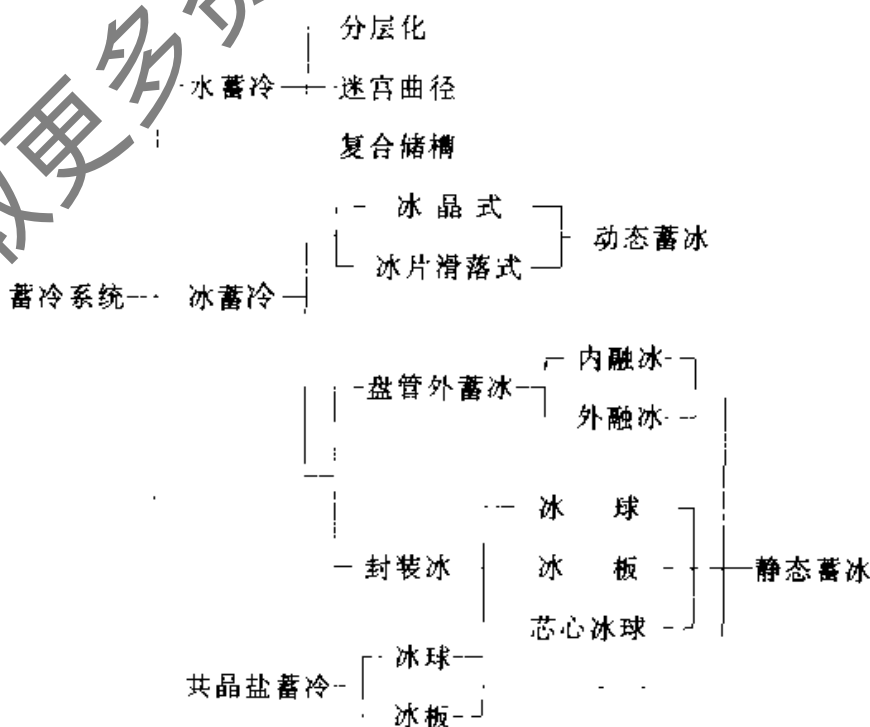 分层化
水蓄冷 迷宫曲径
复合储槽
冰晶式
动态蓄冰
冰片滑落式
蓄冷系统 冰蓄冷
内融冰
盘管外蓄冰
外融冰
冰 球
封装冰 冰 板 静态蓄冰
芯心冰球
冰球
共晶盐蓄冷
冰板
更多